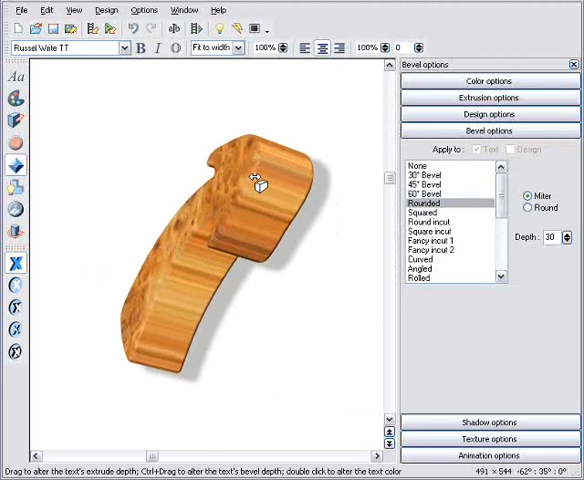 File Edit View Design Options Window Help
Russel Write TT B I O Fit to width 100% 100% 0
Bevel options
Color options
Extrusion options
Design options
Bevel options
Apply to : Text Design
None
30° Bevel
45° Bevel
60° Bevel
Rounded
Squared
Round incut
Square incut
Fancy incut 1
Fancy incut 2
Curved
Angled
Rolled
Miter
Round
Depth: 30
Shadow options
Texture options
Animation options
Drag to alter the text's extrude depth; Ctrl+Drag to alter the text's bevel depth; double click to alter the text color 491 × 544 -62° : 35° : 0°